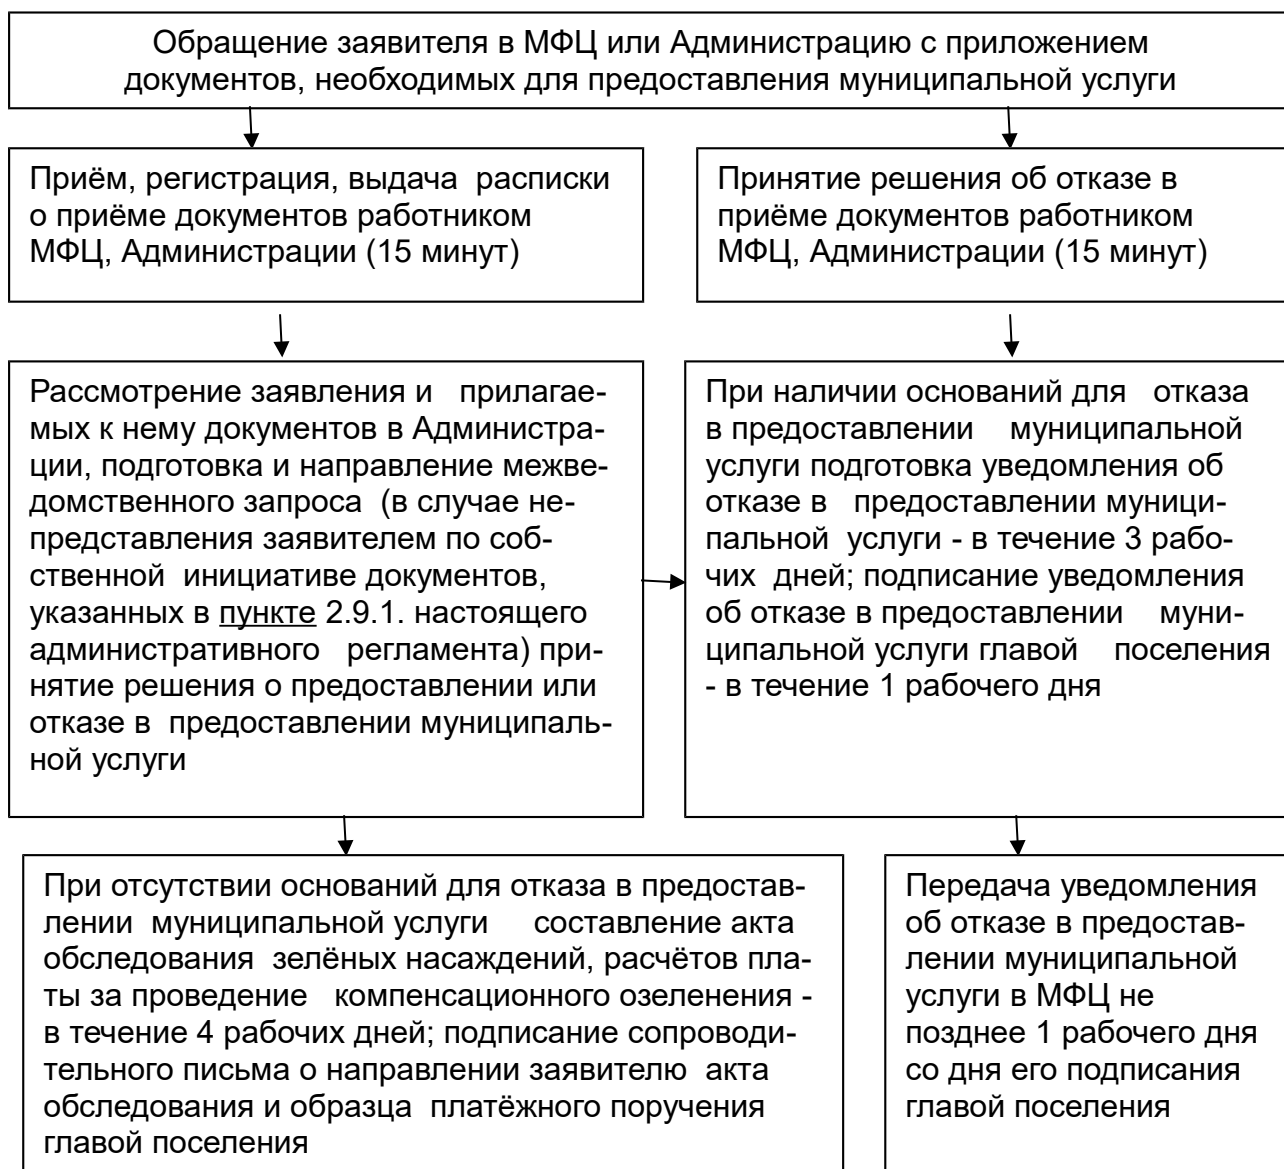 Обращение заявителя в МФЦ или Администрацию с приложением
документов, необходимых для предоставления муниципальной услуги
Приём, регистрация, выдача расписки
о приёме документов работником
МФЦ, Администрации (15 минут)
Принятие решения об отказе в
приёме документов работником
МФЦ, Администрации (15 минут)
Рассмотрение заявления и прилагае-
мых к нему документов в Администра-
ции, подготовка и направление межве-
домственного запроса (в случае не-
представления заявителем по соб-
ственной инициативе документов,
указанных в пункте 2.9.1. настоящего
административного регламента) при-
нятие решения о предоставлении или
отказе в предоставлении муниципаль-
ной услуги
При наличии оснований для отказа
в предоставлении муниципальной
услуги подготовка уведомления об
отказе в предоставлении муници-
пальной услуги - в течение 3 рабо-
чих дней; подписание уведомления
об отказе в предоставлении муни-
ципальной услуги главой поселения
- в течение 1 рабочего дня
При отсутствии оснований для отказа в предостав-
лении муниципальной услуги составление акта
обследования зелёных насаждений, расчётов пла-
ты за проведение компенсационного озеленения -
в течение 4 рабочих дней; подписание сопроводи-
тельного письма о направлении заявителю акта
обследования и образца платёжного поручения
главой поселения
Передача уведомления
об отказе в предостав-
лении муниципальной
услуги в МФЦ не
позднее 1 рабочего дня
со дня его подписания
главой поселения